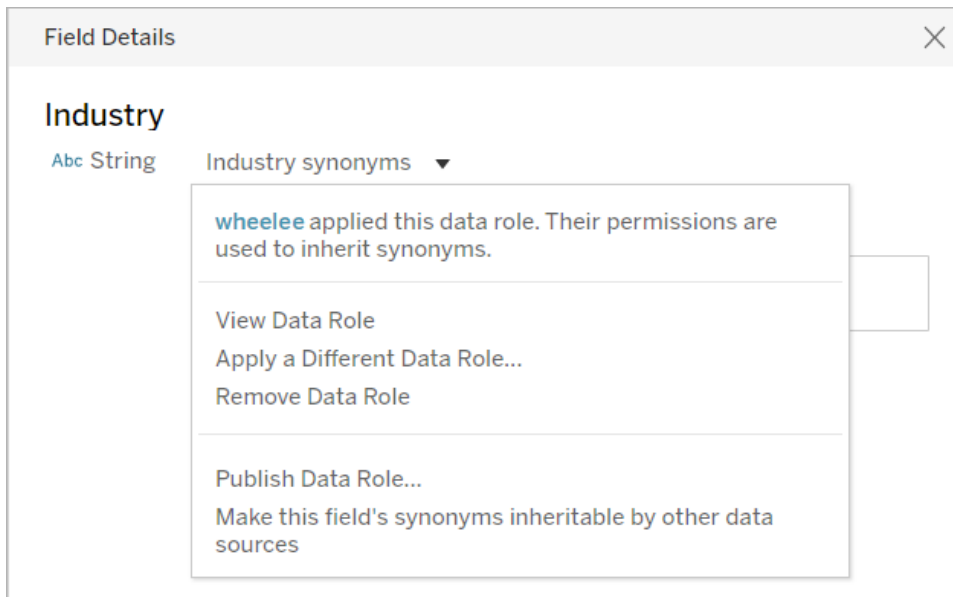 Field Details
Industry
Abc String Industry synonyms
wheelee applied this data role. Their permissions are
used to inherit synonyms.
View Data Role
Apply a Different Data Role...
Remove Data Role
Publish Data Role...
Make this field's synonyms inheritable by other data
sources